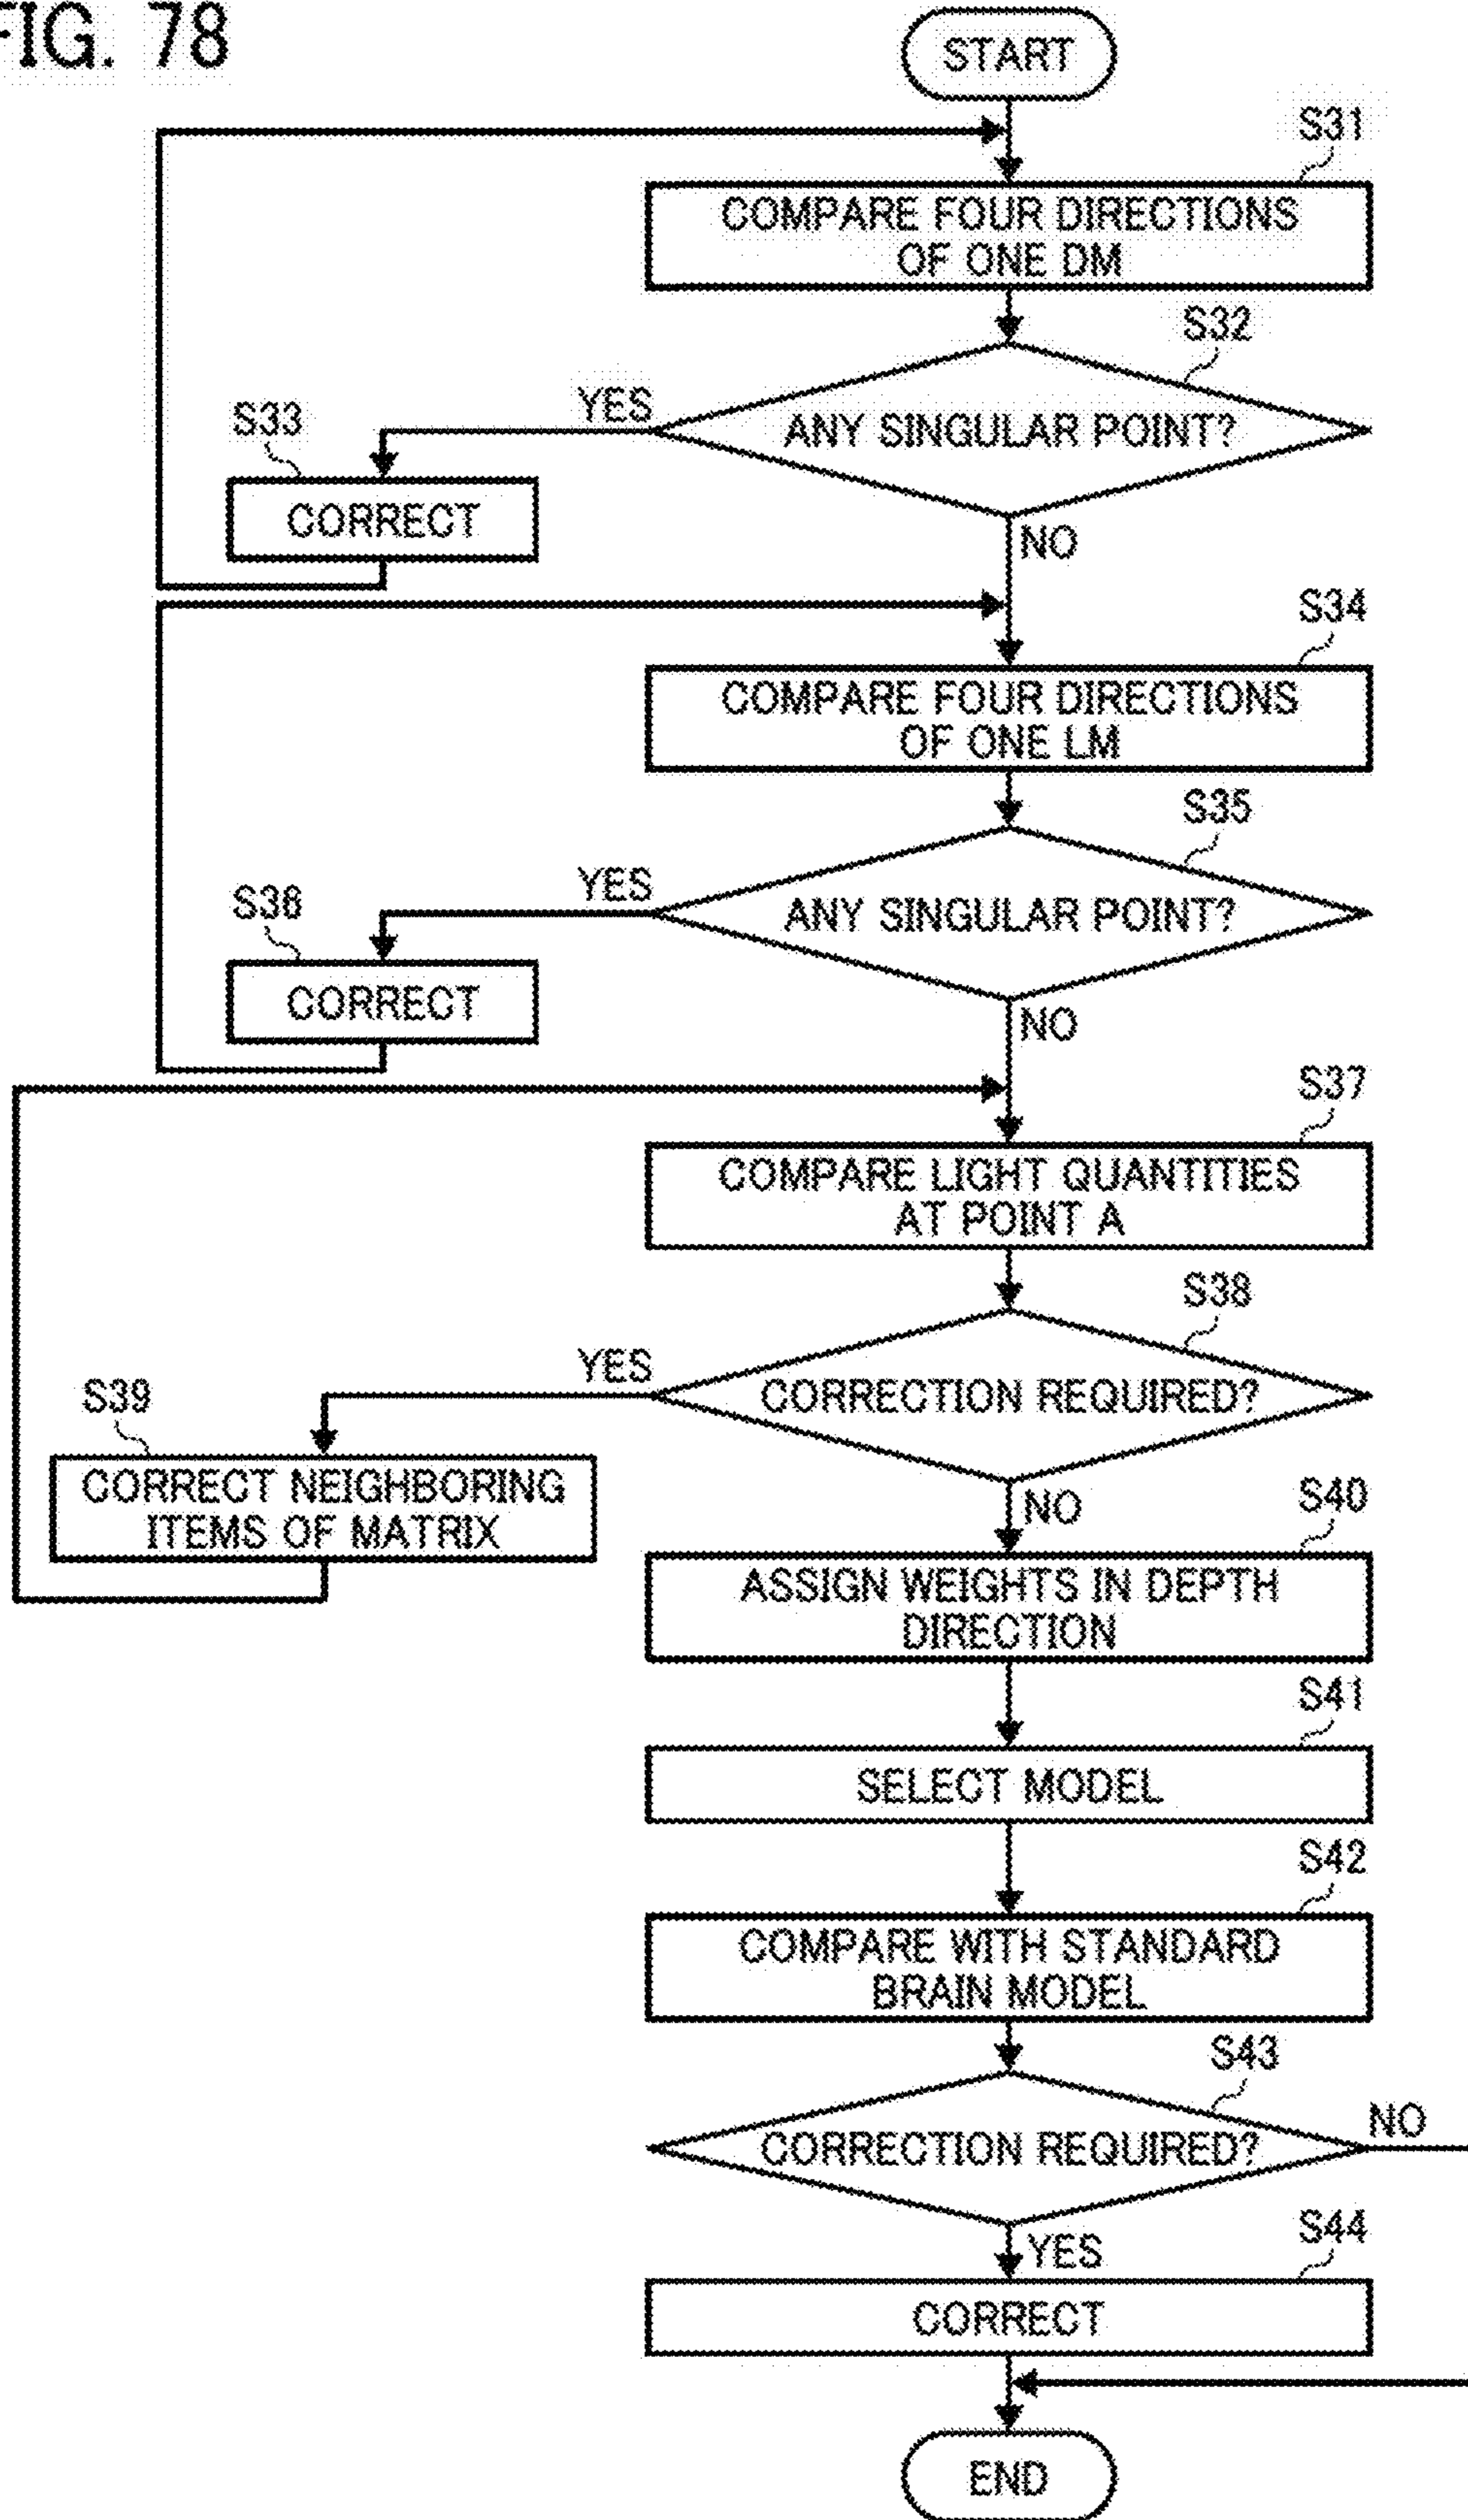 FIG. 78
START
S31
COMPARE FOUR DIRECTIONS
OF ONE DM
S32
ANY SINGULAR POINT?
YES
S33
CORRECT
NO
S34
COMPARE FOUR DIRECTIONS
OF ONE LM
S35
ANY SINGULAR POINT?
YES
S36
CORRECT
NO
S37
COMPARE LIGHT QUANTITIES
AT POINT A
S38
CORRECTION REQUIRED?
YES
S39
CORRECT NEIGHBORING
ITEMS OF MATRIX
NO
S40
ASSIGN WEIGHTS IN DEPTH
DIRECTION
S41
SELECT MODEL
S42
COMPARE WITH STANDARD
BRAIN MODEL
S43
CORRECTION REQUIRED?
NO
YES
S44
CORRECT
END